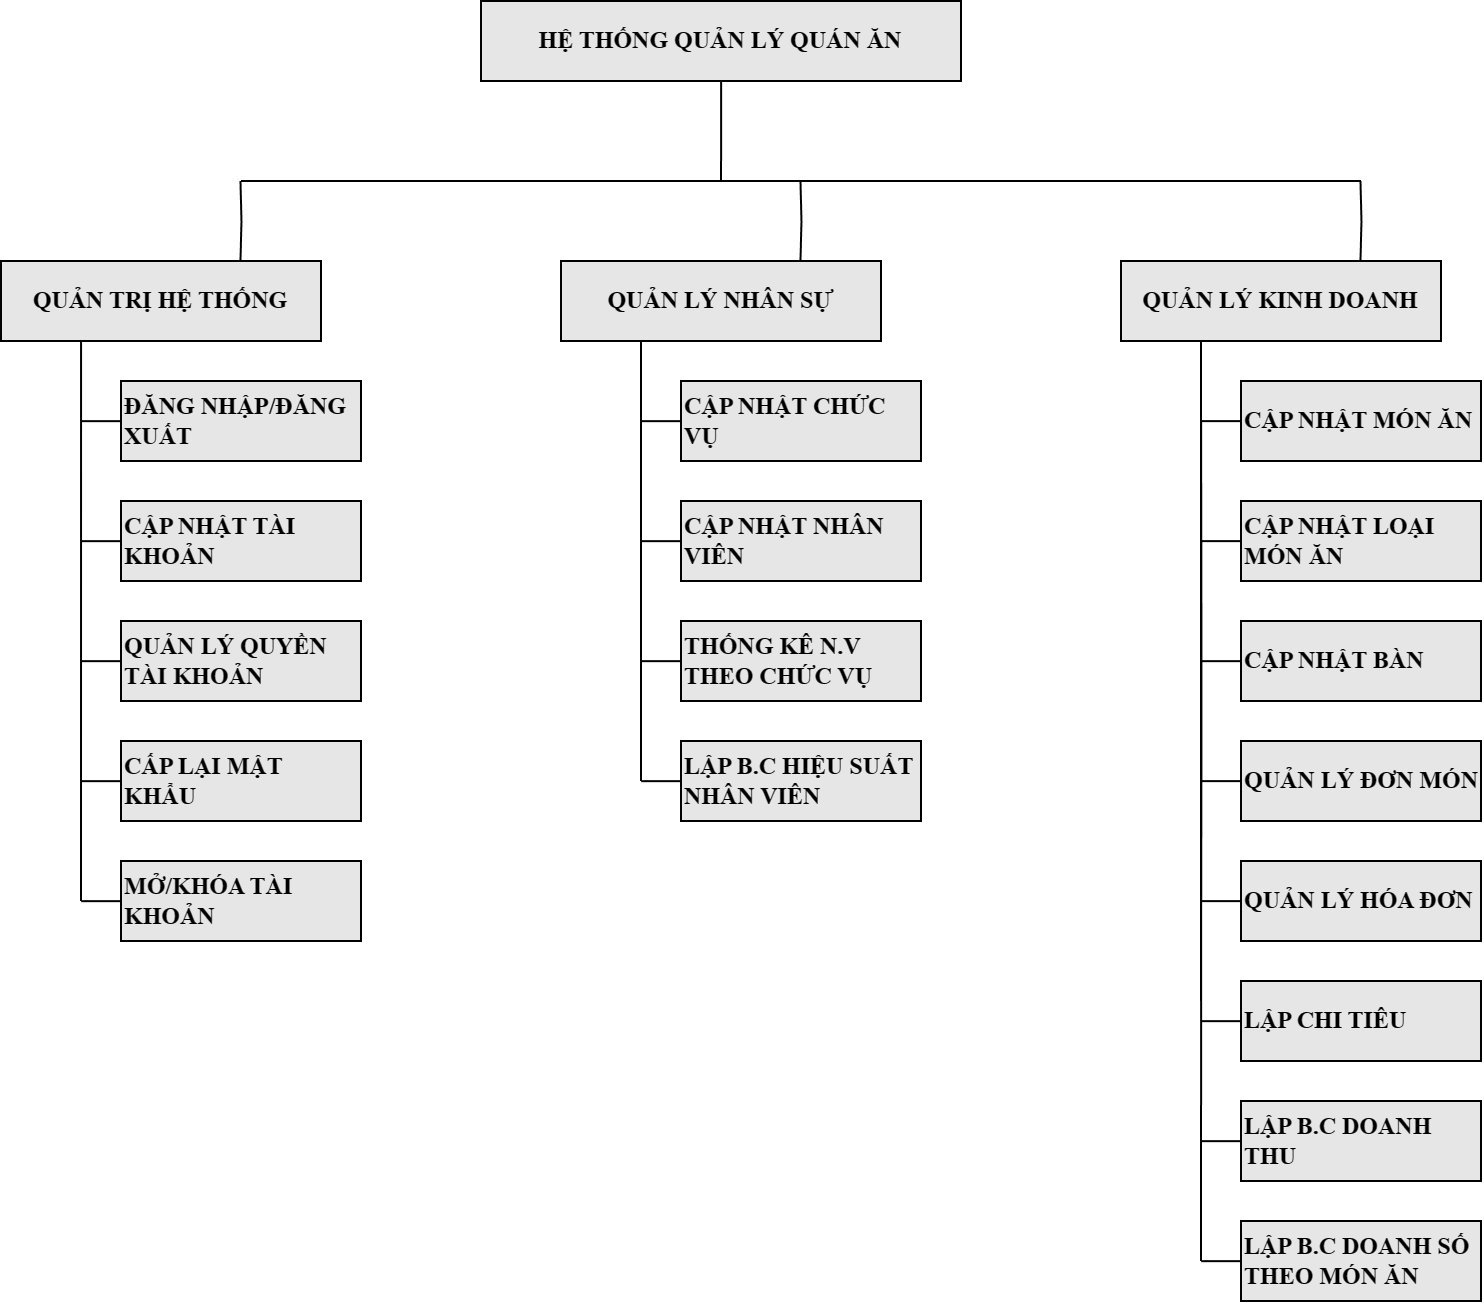 HỆ THỐNG QUẢN LÝ QUÁN ĂN
QUẢN TRỊ HỆ THỐNG
ĐĂNG NHẬP/ĐĂNG
XUẤT
CẬP NHẬT TÀI
KHOẢN
QUẢN LÝ QUYỀN
TÀI KHOẢN
CẤP LẠI MẬT
KHẨU
MỞ/KHÓA TÀI
KHOẢN
QUẢN LÝ NHÂN SỰ
CẬP NHẬT CHỨC
VỤ
CẬP NHẬT NHÂN
VIÊN
THỐNG KÊ N.V
THEO CHỨC VỤ
LẬP B.C HIỆU SUẤT
NHÂN VIÊN
QUẢN LÝ KINH DOANH
CẬP NHẬT MÓN ĂN
CẬP NHẬT LOẠI
MÓN ĂN
CẬP NHẬT BÀN
QUẢN LÝ ĐƠN MÓN
QUẢN LÝ HÓA ĐƠN
LẬP CHI TIÊU
LẬP B.C DOANH
THU
LẬP B.C DOANH SỐ
THEO MÓN ĂN